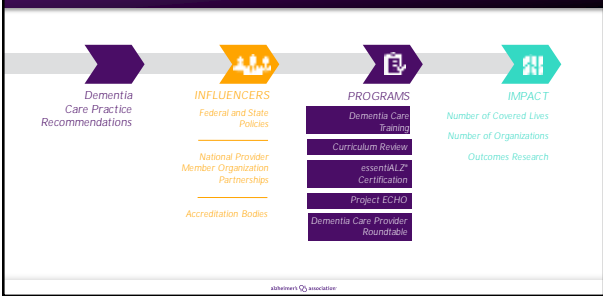 Dementia
Care Practice
Recommendations
INFLUENCERS
Federal and State
Policies
National Provider
Member Organization
Partnerships
Accreditation Bodies
PROGRAMS
Dementia Care
Training
Curriculum Review
essentiALZ®
Certification
Project ECHO
Dementia Care Provider
Roundtable
IMPACT
Number of Covered Lives
Number of Organizations
Outcomes Research
alzheimer's association